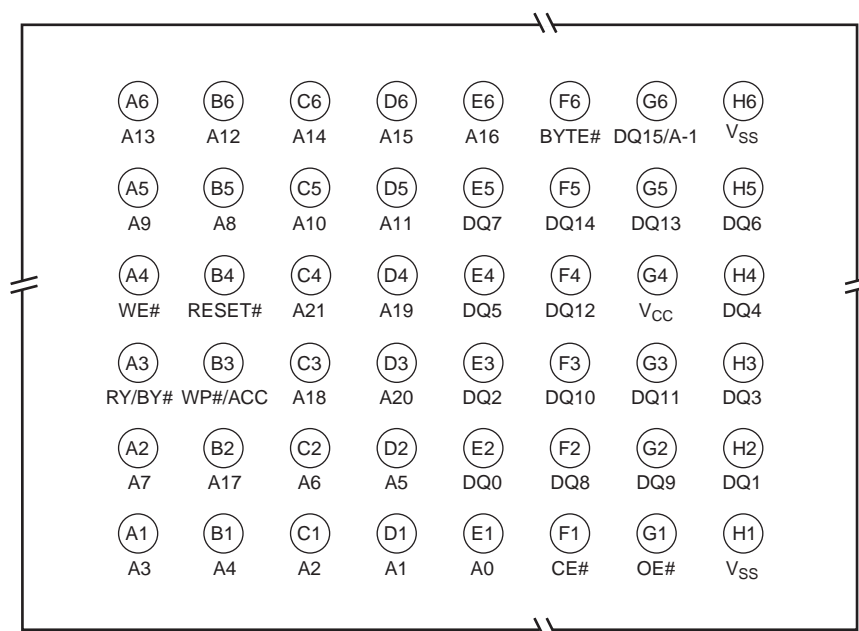 A6 B6 C6 D6 E6 F6 G6 H6
A13 A12 A14 A15 A16 BYTE# DQ15/A-1 VSS
A5 B5 C5 D5 E5 F5 G5 H5
A9 A8 A10 A11 DQ7 DQ14 DQ13 DQ6
A4 B4 C4 D4 E4 F4 G4 H4
WE# RESET# A21 A19 DQ5 DQ12 VCC DQ4
A3 B3 C3 D3 E3 F3 G3 H3
RY/BY# WP#/ACC A18 A20 DQ2 DQ10 DQ11 DQ3
A2 B2 C2 D2 E2 F2 G2 H2
A7 A17 A6 A5 DQ0 DQ8 DQ9 DQ1
A1 B1 C1 D1 E1 F1 G1 H1
A3 A4 A2 A1 A0 CE# OE# VSS